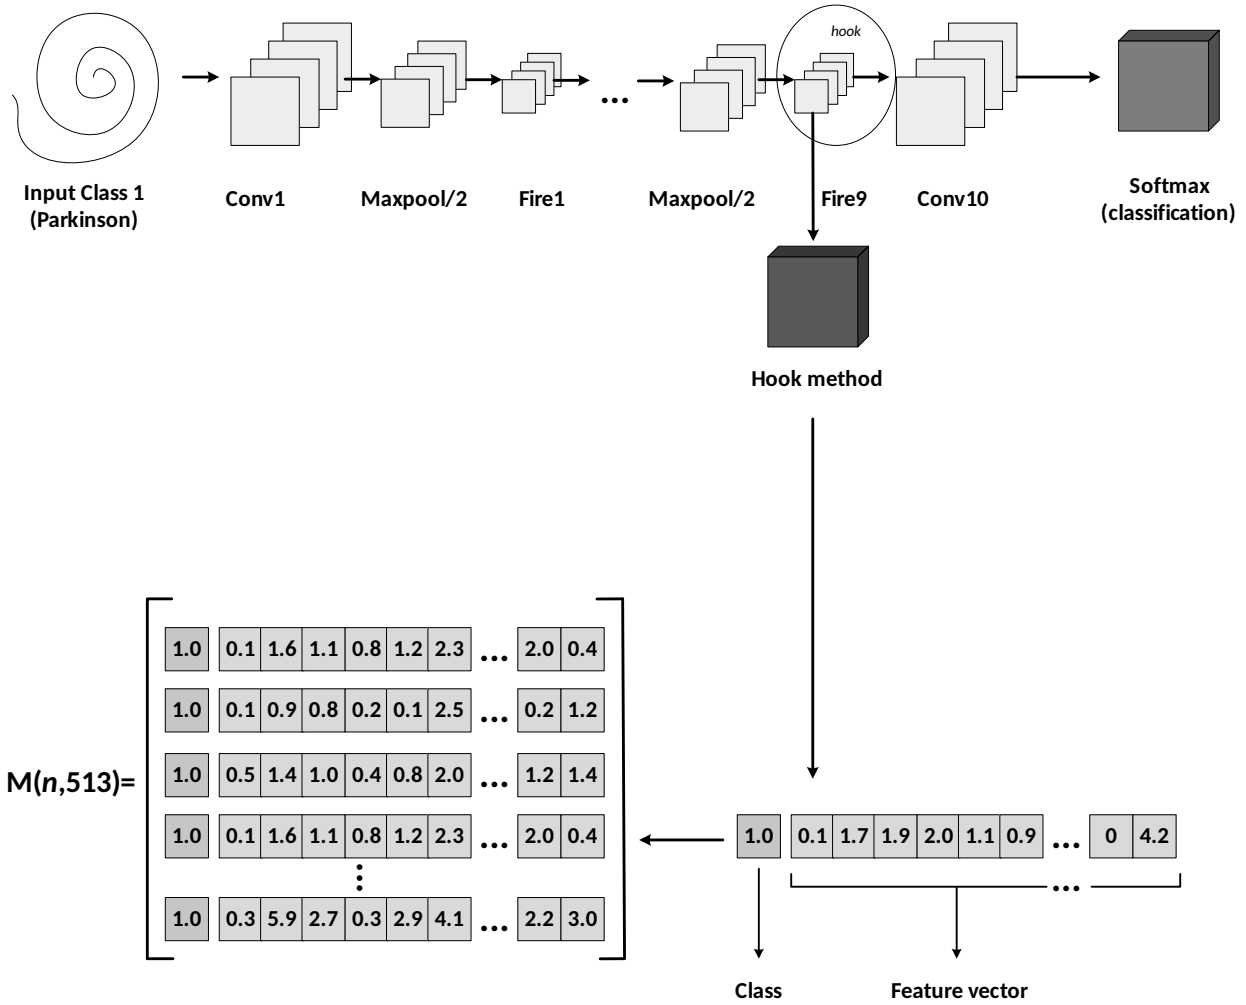 hook
Input Class 1
(Parkinson)
Conv1
Maxpool/2
Fire1
...
Maxpool/2
Fire9
Conv10
Softmax
(classification)
Hook method
M(n,513)=
1.0 0.1 1.6 1.1 0.8 1.2 2.3 ... 2.0 0.4
1.0 0.1 0.9 0.8 0.2 0.1 2.5 ... 0.2 1.2
1.0 0.5 1.4 1.0 0.4 0.8 2.0 ... 1.2 1.4
1.0 0.1 1.6 1.1 0.8 1.2 2.3 ... 2.0 0.4
1.0 0.3 5.9 2.7 0.3 2.9 4.1 ... 2.2 3.0
1.0 0.1 1.7 1.9 2.0 1.1 0.9 ... 0 4.2
...
Class
Feature vector